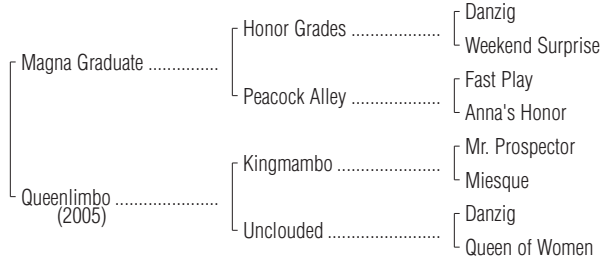 Danzig
Honor Grades ...................
Weekend Surprise
Magna Graduate ...............
Fast Play
Peacock Alley ...................
Anna's Honor
Mr. Prospector
Kingmambo ......................
Miesque
Queenlimbo ......................
(2005)
Danzig
Unclouded ........................
Queen of Women